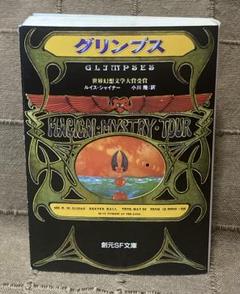 グリンプス
GLIMPSES
世界幻想文学大賞受賞
ルイス・シャイナー 小川隆訳
MAGICAL・MYSTERY・TOUR
創元SF文庫